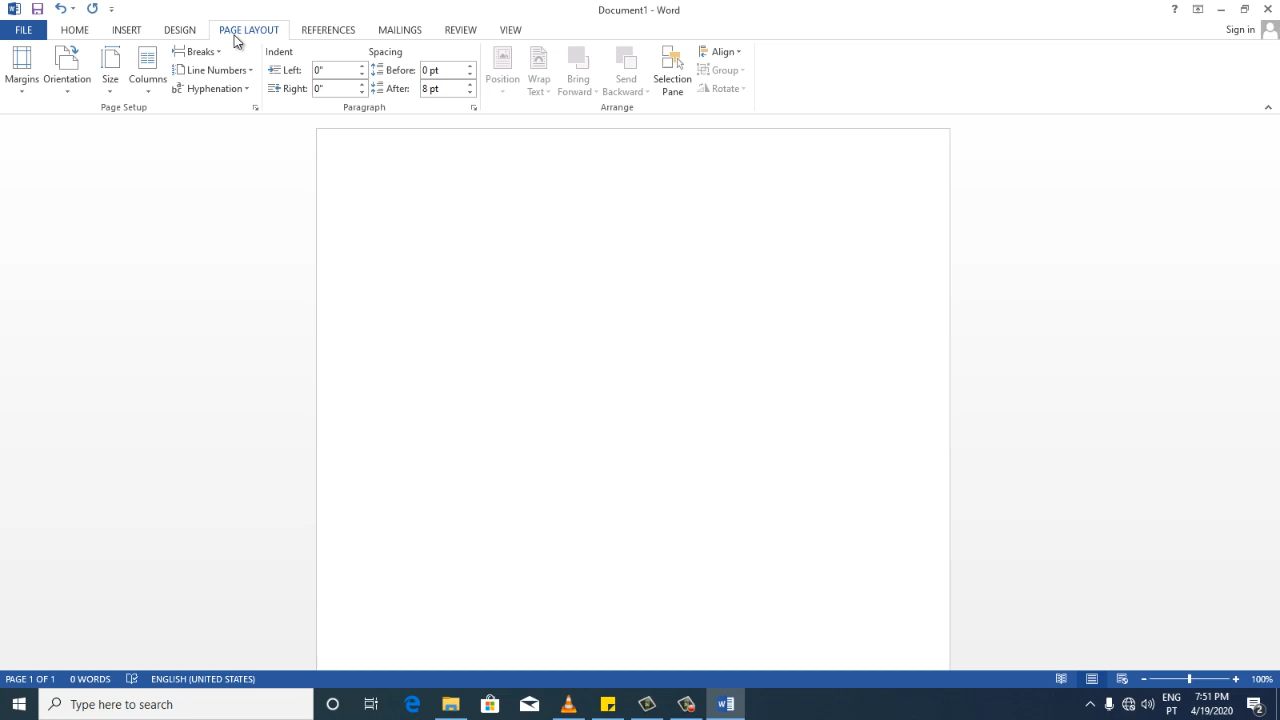 Document1 - Word
?
FILE HOME INSERT DESIGN PAGE LAYOUT REFERENCES MAILINGS REVIEW VIEW Sign in
Margins Orientation Size Columns
Breaks
Line Numbers
Hyphenation
Page Setup
Indent Spacing
Left: 0" Before: 0 pt
Right: 0" After: 8 pt
Paragraph
Position Wrap Text Bring Forward Send Backward Selection Pane
Align
Group
Rotate
Arrange
PAGE 1 OF 1 0 WORDS ENGLISH (UNITED STATES) 100%
Type here to search
ENG 7:51 PM
PT 4/19/2020 2